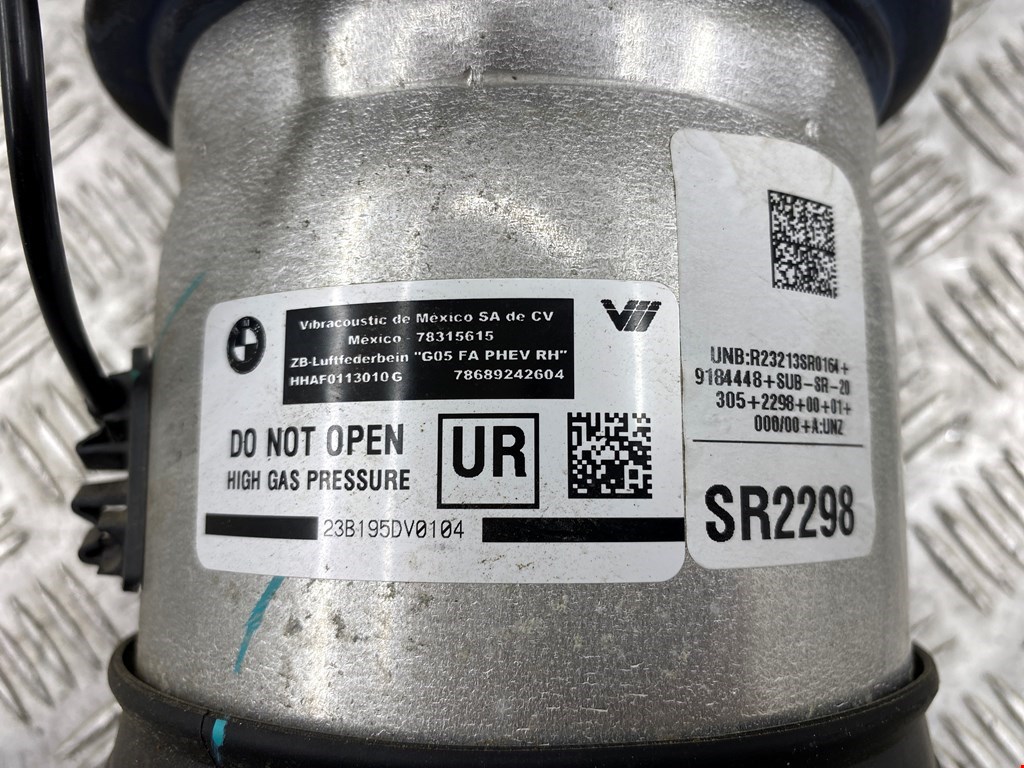 Vibracoustic de México SA de CV
México - 78315615
ZB-Luftfederbein "G05 FA PHEV RH"
HHAF0113010G 78689242604
DO NOT OPEN
HIGH GAS PRESSURE
UR
23B195DV0104
UNB:R23213SR0164+
9184448+SUB-SR-20
305+2298+00+01+
000/00+A:UNZ
SR2298